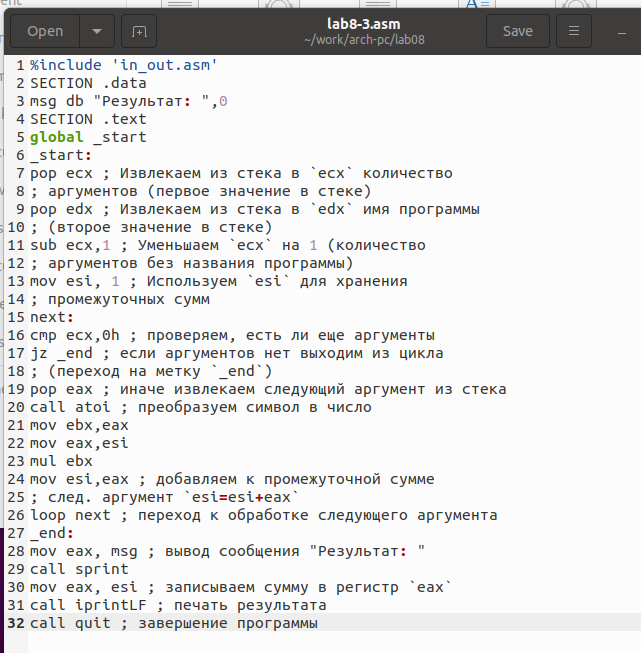 Open
lab8-3.asm
~/work/arch-pc/lab08
Save
1 %include 'in_out.asm'
2 SECTION .data
3 msg db "Результат: ",0
4 SECTION .text
5 global _start
6 _start:
7 pop ecx ; Извлекаем из стека в `ecx` количество
8 ; аргументов (первое значение в стеке)
9 pop edx ; Извлекаем из стека в `edx` имя программы
10 ; (второе значение в стеке)
11 sub ecx,1 ; Уменьшаем `ecx` на 1 (количество
12 ; аргументов без названия программы)
13 mov esi, 1 ; Используем `esi` для хранения
14 ; промежуточных сумм
15 next:
16 cmp ecx,0h ; проверяем, есть ли еще аргументы
17 jz _end ; если аргументов нет выходим из цикла
18 ; (переход на метку `_end`)
19 pop eax ; иначе извлекаем следующий аргумент из стека
20 call atoi ; преобразуем символ в число
21 mov ebx,eax
22 mov eax,esi
23 mul ebx
24 mov esi,eax ; добавляем к промежуточной сумме
25 ; след. аргумент `esi=esi+eax`
26 loop next ; переход к обработке следующего аргумента
27 _end:
28 mov eax, msg ; вывод сообщения "Результат: "
29 call sprint
30 mov eax, esi ; записываем сумму в регистр `eax`
31 call iprintLF ; печать результата
32 call quit ; завершение программы